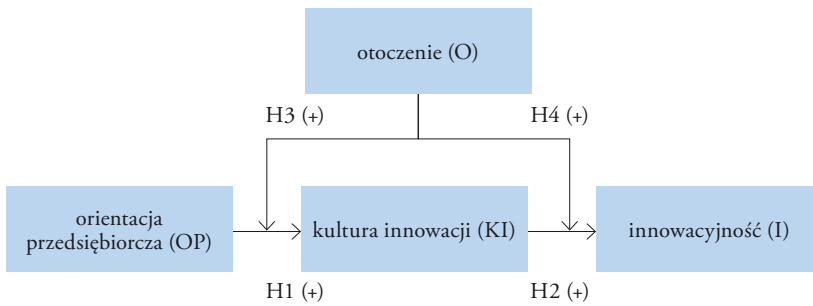 otoczenie (O)
H3 (+)
H4 (+)
orientacja
przedsiębiorcza (OP)
kultura innowacji (KI)
innowacyjność (I)
H1 (+)
H2 (+)